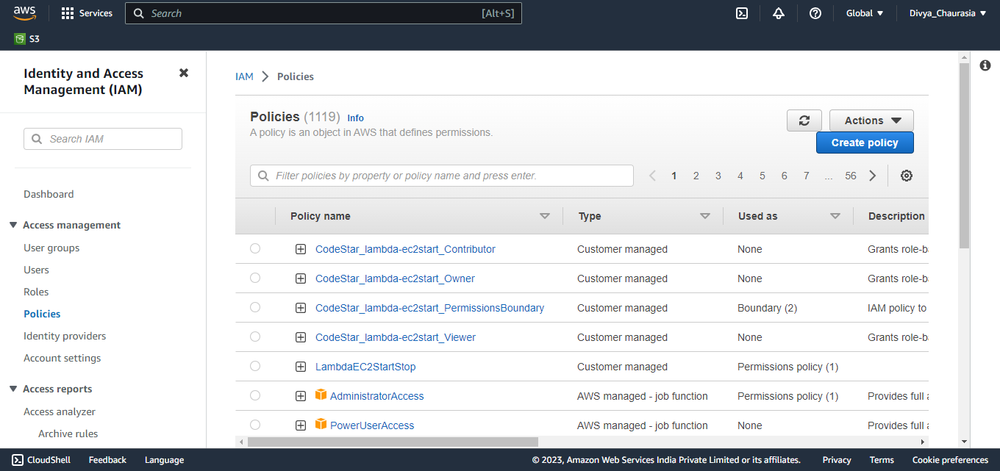 aws Services Search [Alt+S] Global Divya_Chaurasia
S3
Identity and Access
Management (IAM)
Search IAM
Dashboard
Access management
User groups
Users
Roles
Policies
Identity providers
Account settings
Access reports
Access analyzer
Archive rules
IAM Policies
Policies (1119) Info
A policy is an object in AWS that defines permissions.
Actions
Create policy
Filter policies by property or policy name and press enter.
1 2 3 4 5 6 7 ... 56
Policy name Type Used as Description
CodeStar_lambda-ec2start_Contributor Customer managed None Grants role-b
CodeStar_lambda-ec2start_Owner Customer managed None Grants role-b
CodeStar_lambda-ec2start_PermissionsBoundary Customer managed Boundary (2) IAM policy to
CodeStar_lambda-ec2start_Viewer Customer managed None Grants role-b
LambdaEC2StartStop Customer managed Permissions policy (1)
AdministratorAccess AWS managed - job function Permissions policy (1) Provides full a
PowerUserAccess AWS managed - job function None Provides full a
CloudShell Feedback Language © 2023, Amazon Web Services India Private Limited or its affiliates. Privacy Terms Cookie preferences